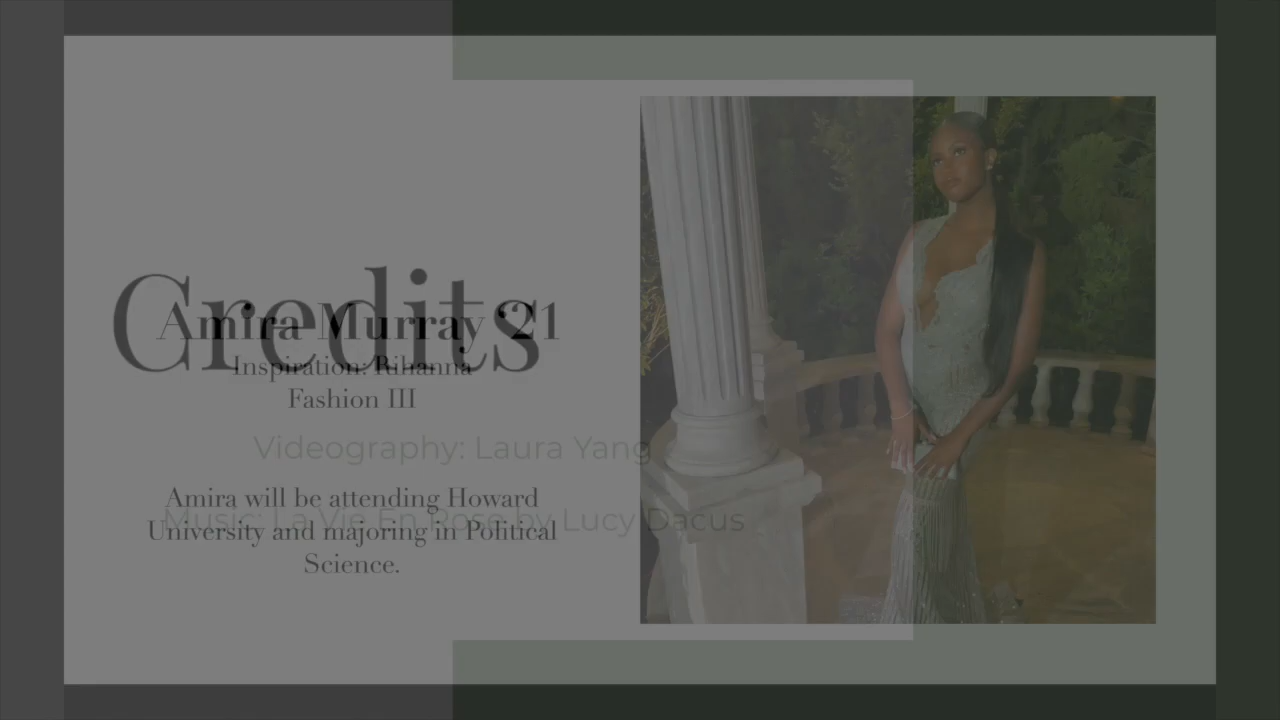 Credits
Amira Murray '21
Inspiration: Rihanna
Fashion III
Videography: Laura Yang
Amira will be attending Howard
Music: La Vie En Rose by Lucy Dacus
University and majoring in Political
Science.